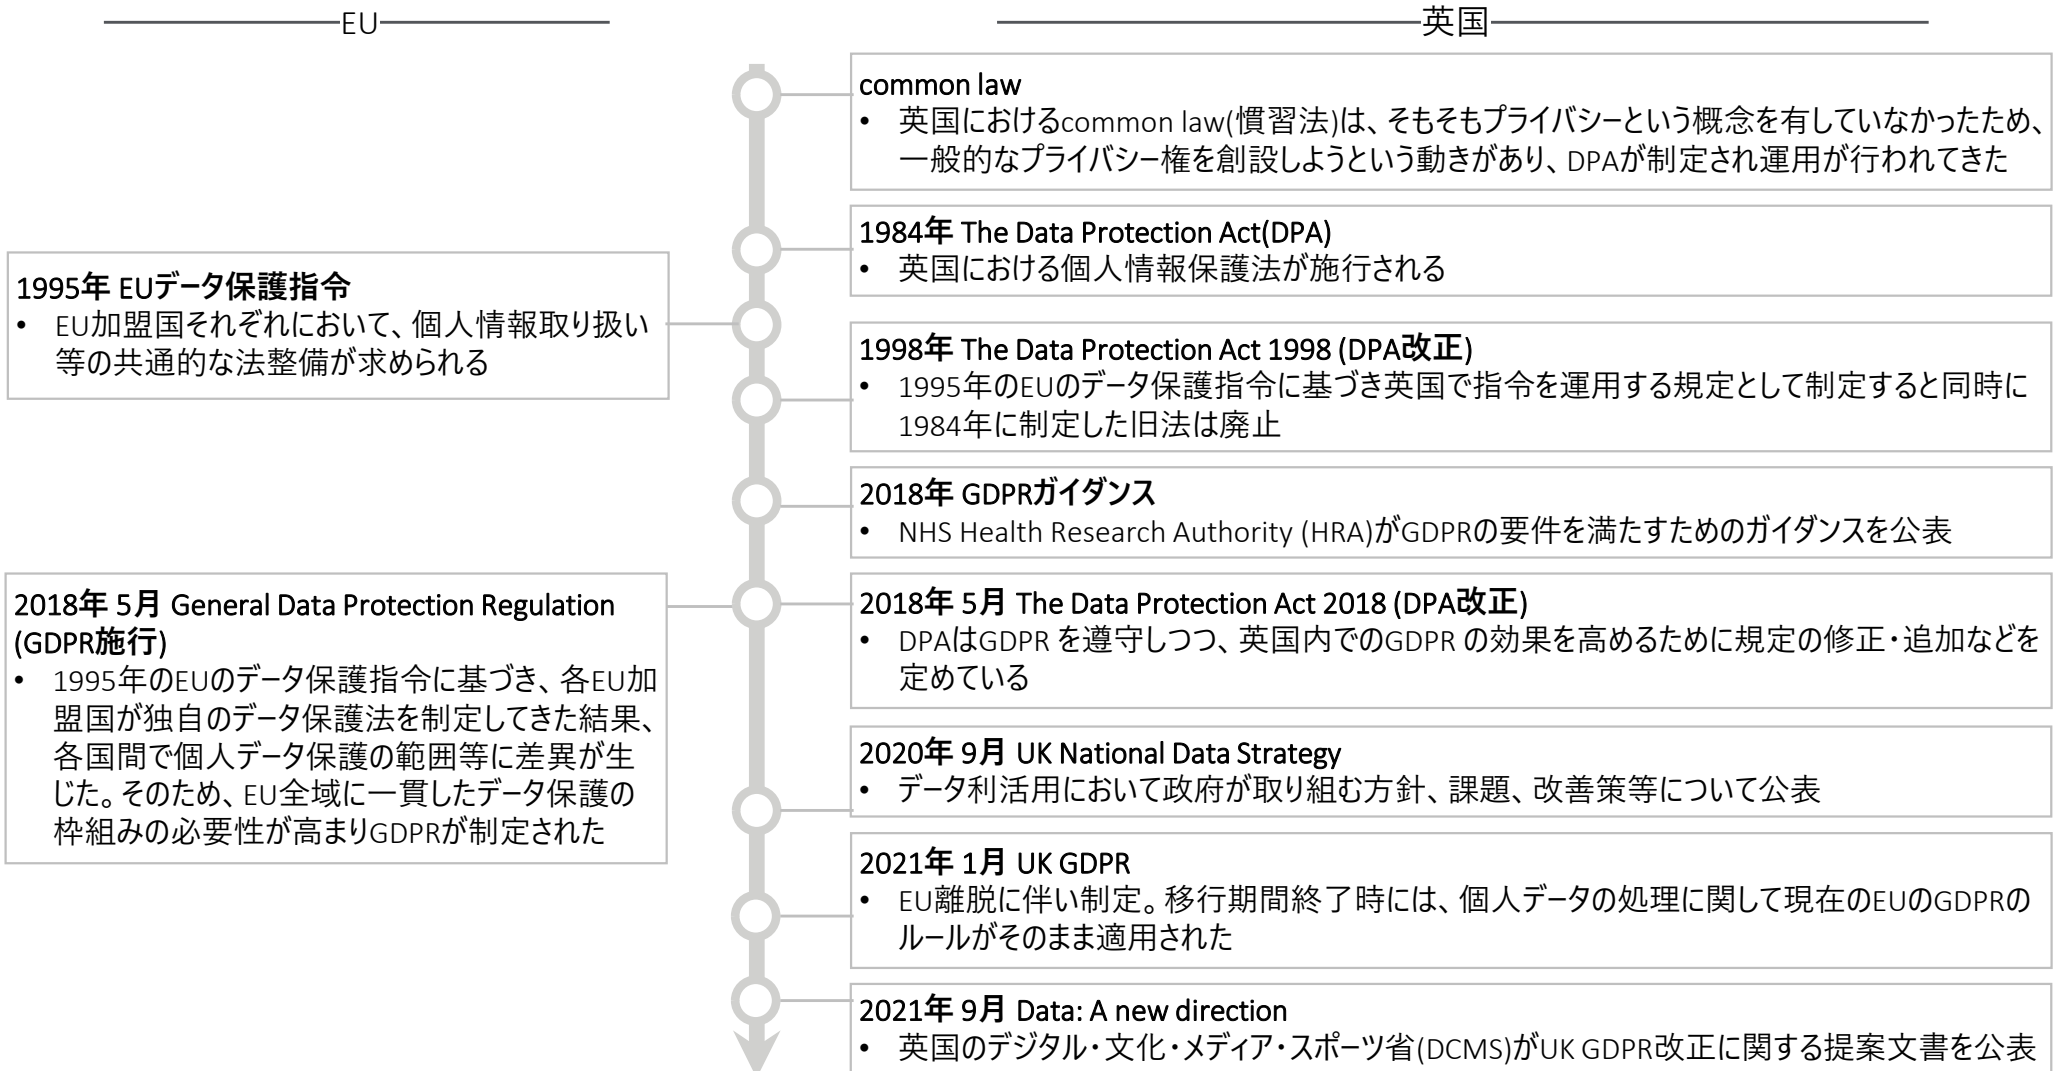 EU
英国
common law
• 英国におけるcommon law(慣習法)は、そもそもプライバシーという概念を有していなかったため、
一般的なプライバシー権を創設しようという動きがあり、DPAが制定され運用が行われてきた
1984年 The Data Protection Act(DPA)
• 英国における個人情報保護法が施行される
1995年 EUデータ保護指令
• EU加盟国それぞれにおいて、個人情報取り扱い
等の共通的な法整備が求められる
1998年 The Data Protection Act 1998 (DPA改正)
• 1995年のEUのデータ保護指令に基づき英国で指令を運用する規定として制定すると同時に
1984年に制定した旧法は廃止
2018年 GDPRガイダンス
• NHS Health Research Authority (HRA)がGDPRの要件を満たすためのガイダンスを公表
2018年 5月 General Data Protection Regulation
(GDPR施行)
• 1995年のEUのデータ保護指令に基づき、各EU加
盟国が独自のデータ保護法を制定してきた結果、
各国間で個人データ保護の範囲等に差異が生
じた。そのため、EU全域に一貫したデータ保護の
枠組みの必要性が高まりGDPRが制定された
2018年 5月 The Data Protection Act 2018 (DPA改正)
• DPAはGDPR を遵守しつつ、英国内でのGDPR の効果を高めるために規定の修正・追加などを
定めている
2020年 9月 UK National Data Strategy
• データ利活用において政府が取り組む方針、課題、改善策等について公表
2021年 1月 UK GDPR
• EU離脱に伴い制定。移行期間終了時には、個人データの処理に関して現在のEUのGDPRの
ルールがそのまま適用された
2021年 9月 Data: A new direction
• 英国のデジタル・文化・メディア・スポーツ省(DCMS)がUK GDPR改正に関する提案文書を公表